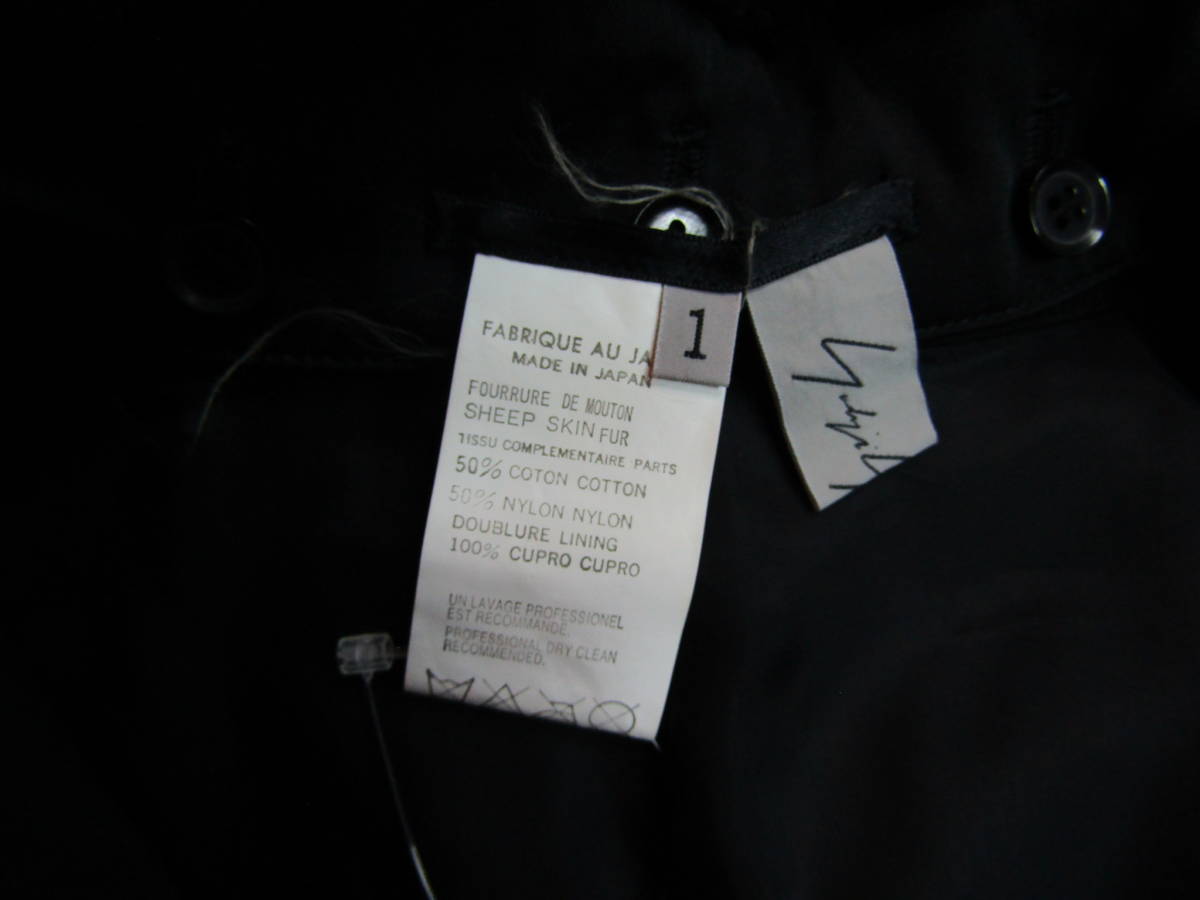 FABRIQUE AU JA
MADE IN JAPAN
FOURRURE DE MOUTON
SHEEP SKIN FUR
TISSU COMPLEMENTAIRE PARTS
50% COTON COTTON
50% NYLON NYLON
DOUBLURE LINING
100% CUPRO CUPRO
UN LAVAGE PROFESSIONEL
EST RECOMMANDE.
PROFESSIONAL DRY CLEAN
RECOMMENDED.
1